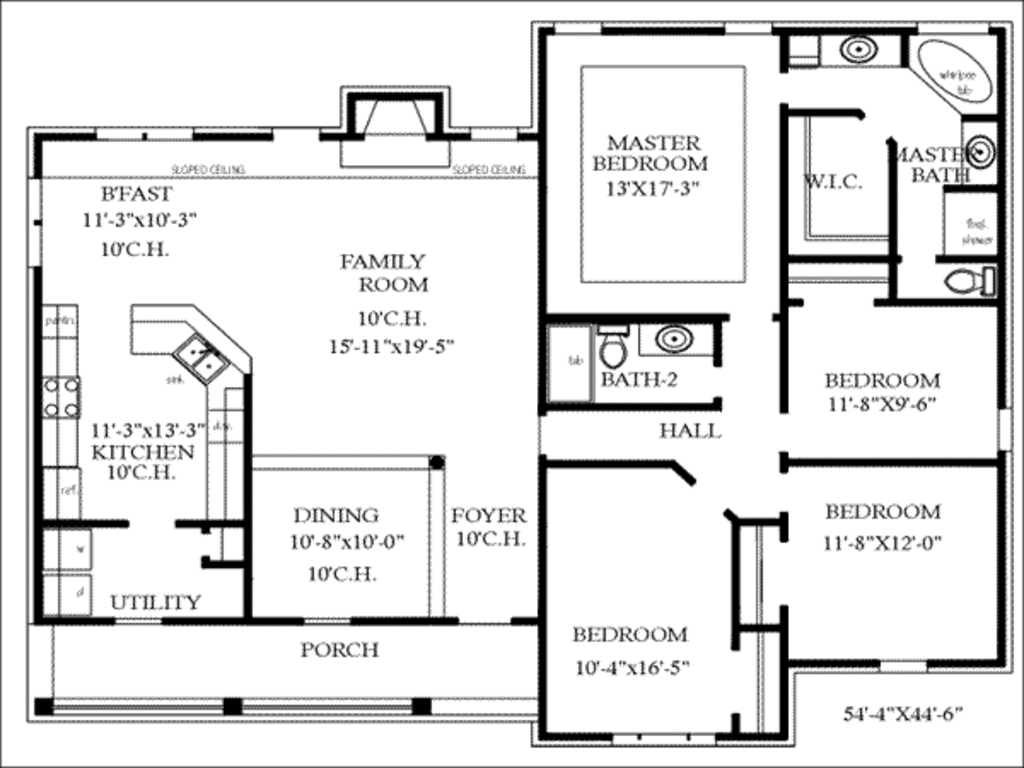 whirlpool
tub
SLOPED CEILING
SLOPED CEILING
MASTER
BEDROOM
13'X17'-3"
W.I.C.
MASTER
BATH
B'FAST
11'-3"x10'-3"
10'C.H.
shower
FAMILY
ROOM
10'C.H.
15'-11"x19'-5"
pantry
sink
tub
BATH-2
BEDROOM
11'-8"X9'-6"
HALL
11'-3"x13'-3"
KITCHEN
10'C.H.
d.w.
ref.
DINING
10'-8"x10'-0"
10'C.H.
FOYER
10'C.H.
BEDROOM
11'-8"X12'-0"
w
d
UTILITY
PORCH
BEDROOM
10'-4"x16'-5"
54'-4"X44'-6"